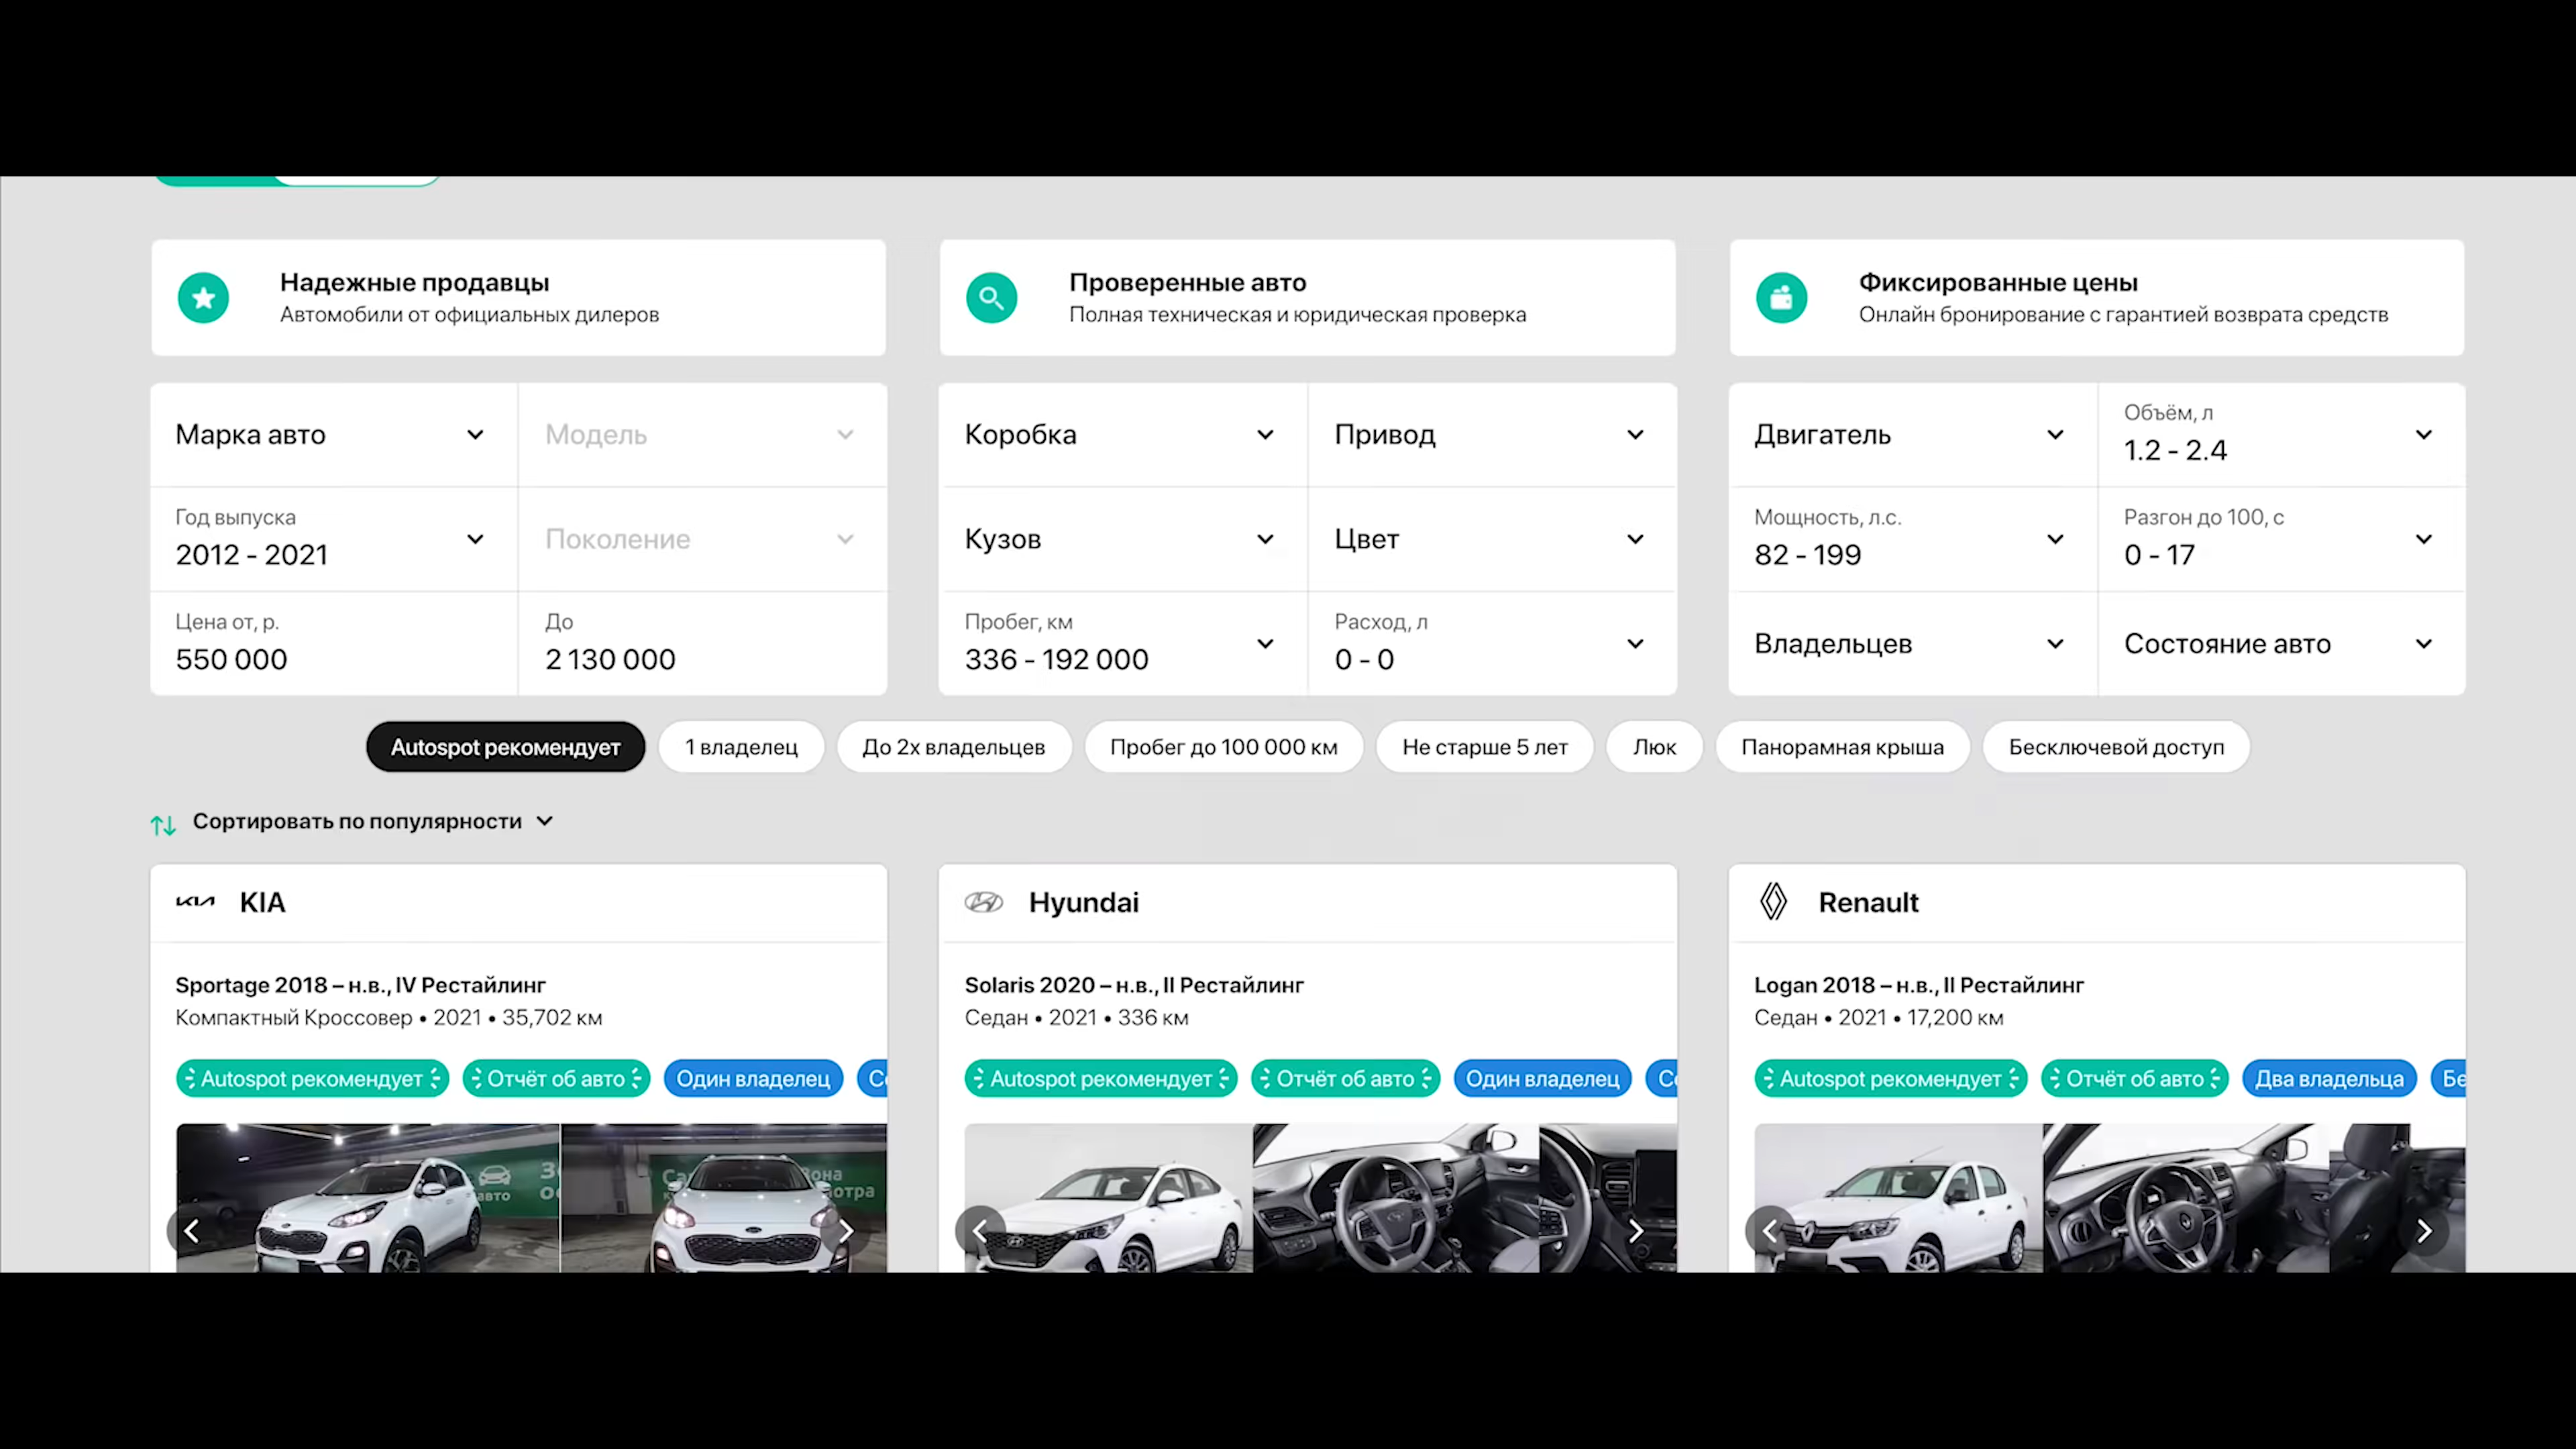 Надежные продавцы
Автомобили от официальных дилеров
Проверенные авто
Полная техническая и юридическая проверка
Фиксированные цены
Онлайн бронирование с гарантией возврата средств
Марка авто
Модель
Год выпуска
2012 - 2021
Поколение
Цена от, р.
550 000
До
2 130 000
Коробка
Привод
Кузов
Цвет
Пробег, км
336 - 192 000
Расход, л
0 - 0
Двигатель
Объём, л
1.2 - 2.4
Мощность, л.с.
82 - 199
Разгон до 100, с
0 - 17
Владельцев
Состояние авто
Autospot рекомендует
1 владелец
До 2х владельцев
Пробег до 100 000 км
Не старше 5 лет
Люк
Панорамная крыша
Бесключевой доступ
Сортировать по популярности
KIA
Sportage 2018 – н.в., IV Рестайлинг
Компактный Кроссовер • 2021 • 35,702 км
Autospot рекомендует
Отчёт об авто
Один владелец
Hyundai
Solaris 2020 – н.в., II Рестайлинг
Седан • 2021 • 336 км
Autospot рекомендует
Отчёт об авто
Один владелец
Renault
Logan 2018 – н.в., II Рестайлинг
Седан • 2021 • 17,200 км
Autospot рекомендует
Отчёт об авто
Два владельца